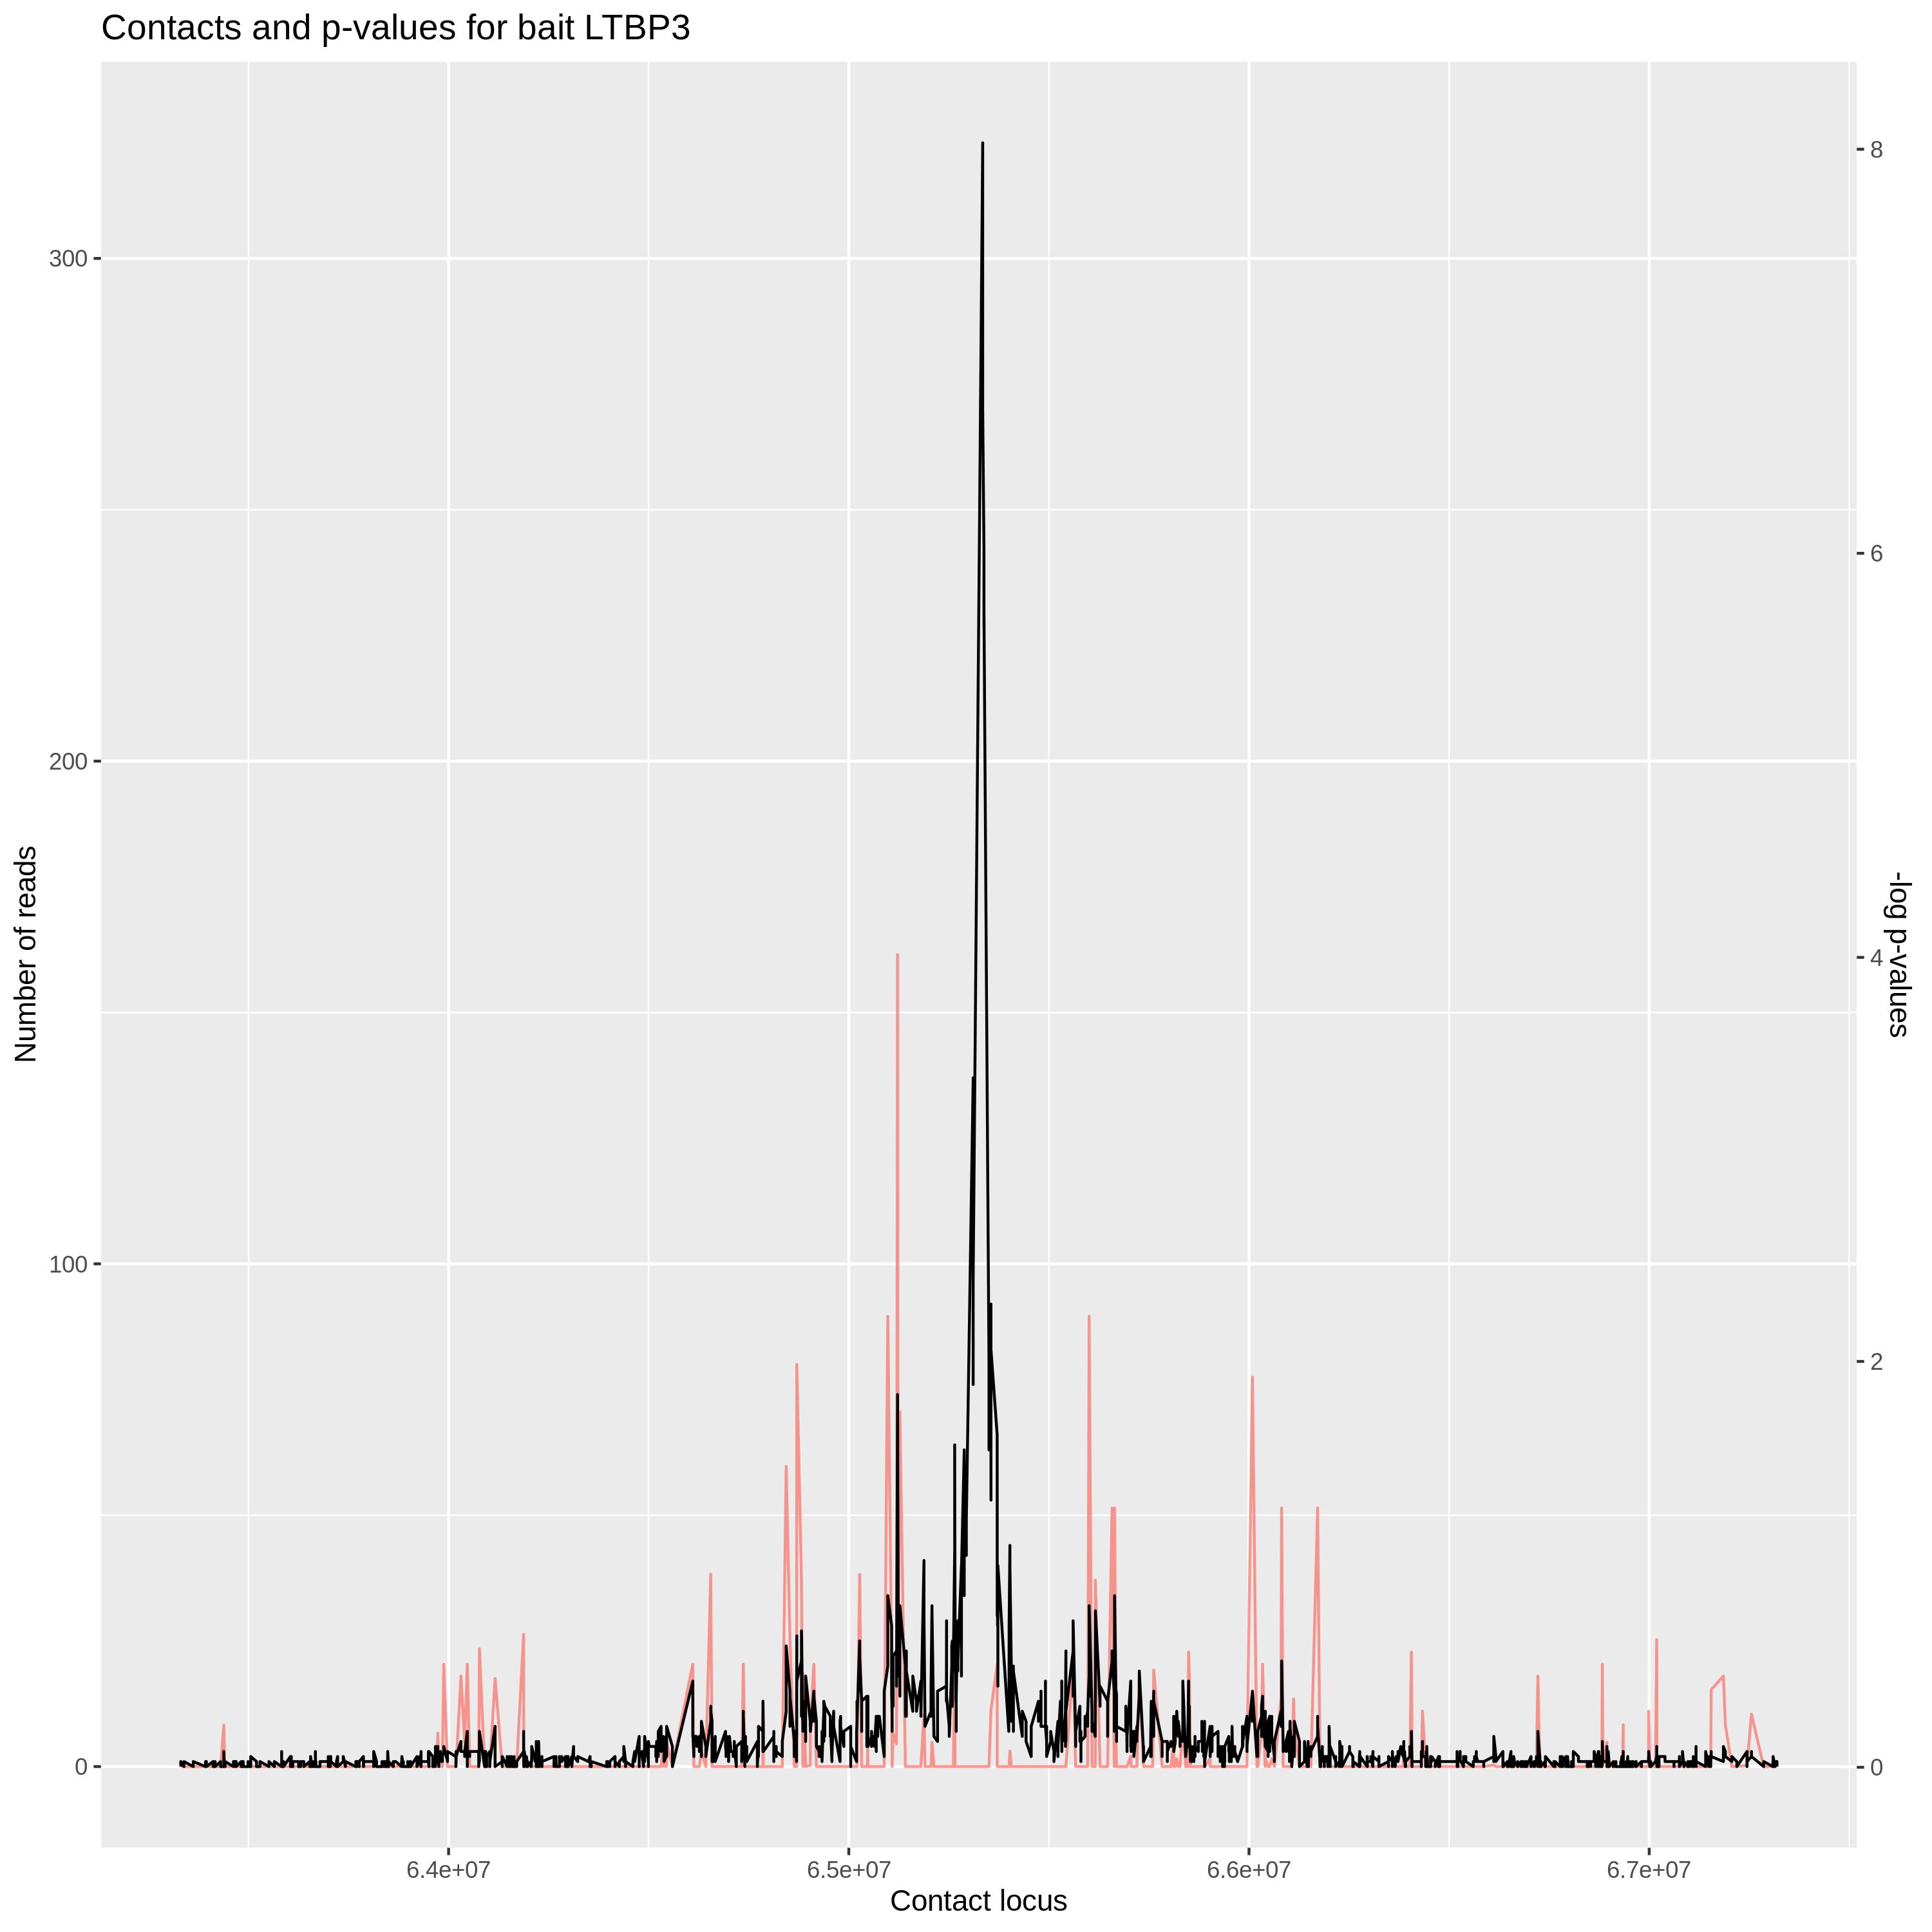 Contacts and p-values for bait LTBP3
300
200
100
0
Number of reads
8
6
4
2
0
-log p-values
6.4e+07
6.5e+07
6.6e+07
6.7e+07
Contact locus